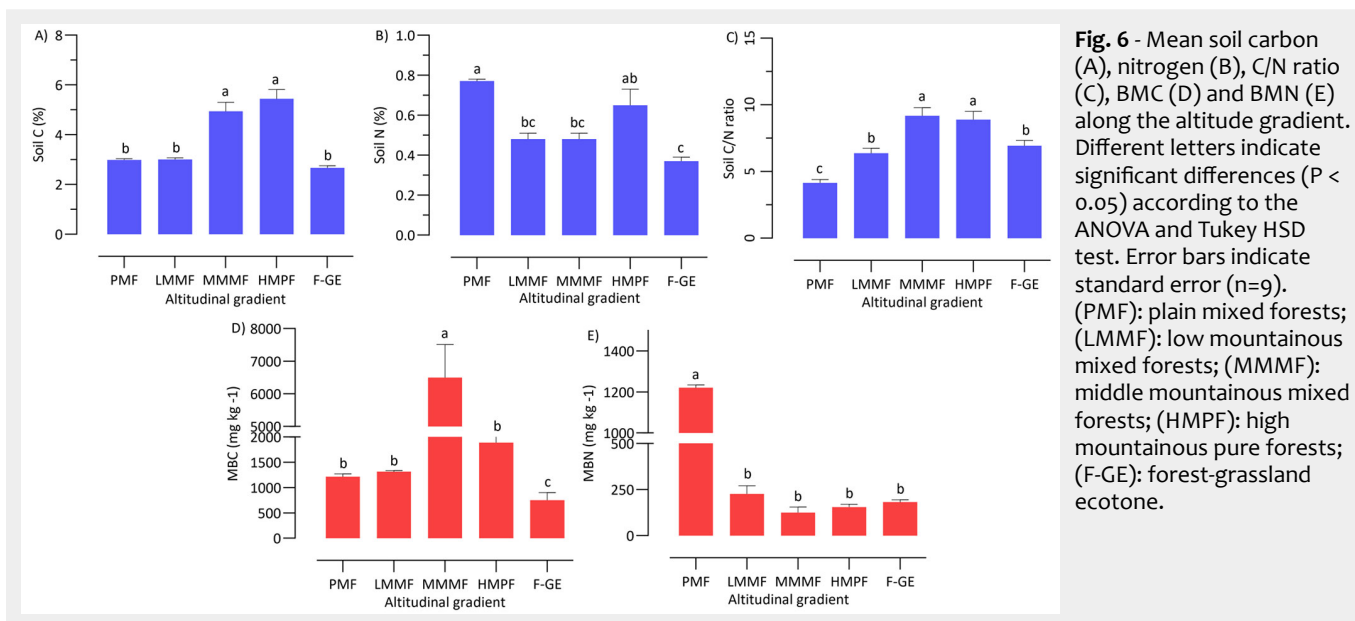 A)
8
6
4
2
0
Soil C (%)
b
b
a
a
b
PMF LMMF MMMF HMPF F-GE
Altitudinal gradient
B)
1.0
0.8
0.6
0.4
0.2
0.0
Soil N (%)
a
bc
bc
ab
c
PMF LMMF MMMF HMPF F-GE
Altitudinal gradient
C)
15
10
5
0
Soil C/N ratio
c
b
a
a
b
PMF LMMF MMMF HMPF F-GE
Altitudinal gradient
D)
8000
7000
6000
5000
2000
1500
1000
500
0
MBC (mg kg -1)
b
b
a
b
c
PMF LMMF MMMF HMPF F-GE
Altitudinal gradient
E)
1400
1200
1000
500
250
0
MBN (mg kg -1)
a
b
b
b
b
PMF LMMF MMMF HMPF F-GE
Altitudinal gradient
Fig. 6 - Mean soil carbon
(A), nitrogen (B), C/N ratio
(C), BMC (D) and BMN (E)
along the altitude gradient.
Different letters indicate
significant differences (P <
0.05) according to the
ANOVA and Tukey HSD
test. Error bars indicate
standard error (n=9).
(PMF): plain mixed forests;
(LMMF): low mountainous
mixed forests; (MMMF):
middle mountainous mixed
forests; (HMPF): high
mountainous pure forests;
(F-GE): forest-grassland
ecotone.